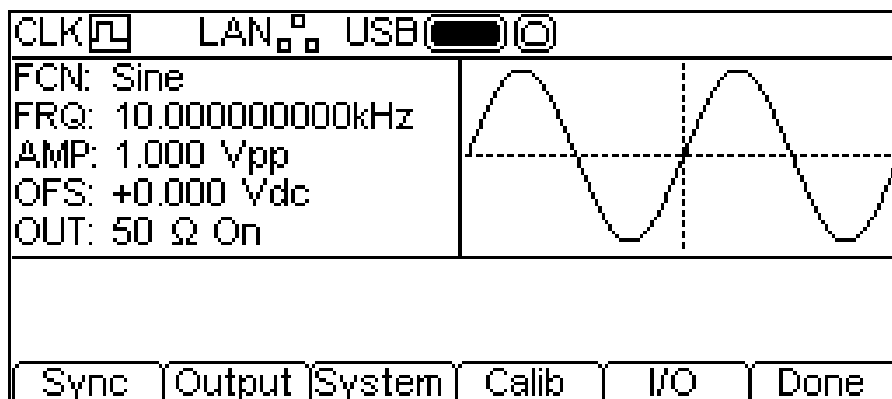 CLK LAN USB
FCN: Sine
FRQ: 10.000000000kHz
AMP: 1.000 Vpp
OFS: +0.000 Vdc
OUT: 50 Ω On
Sync Output System Calib I/O Done